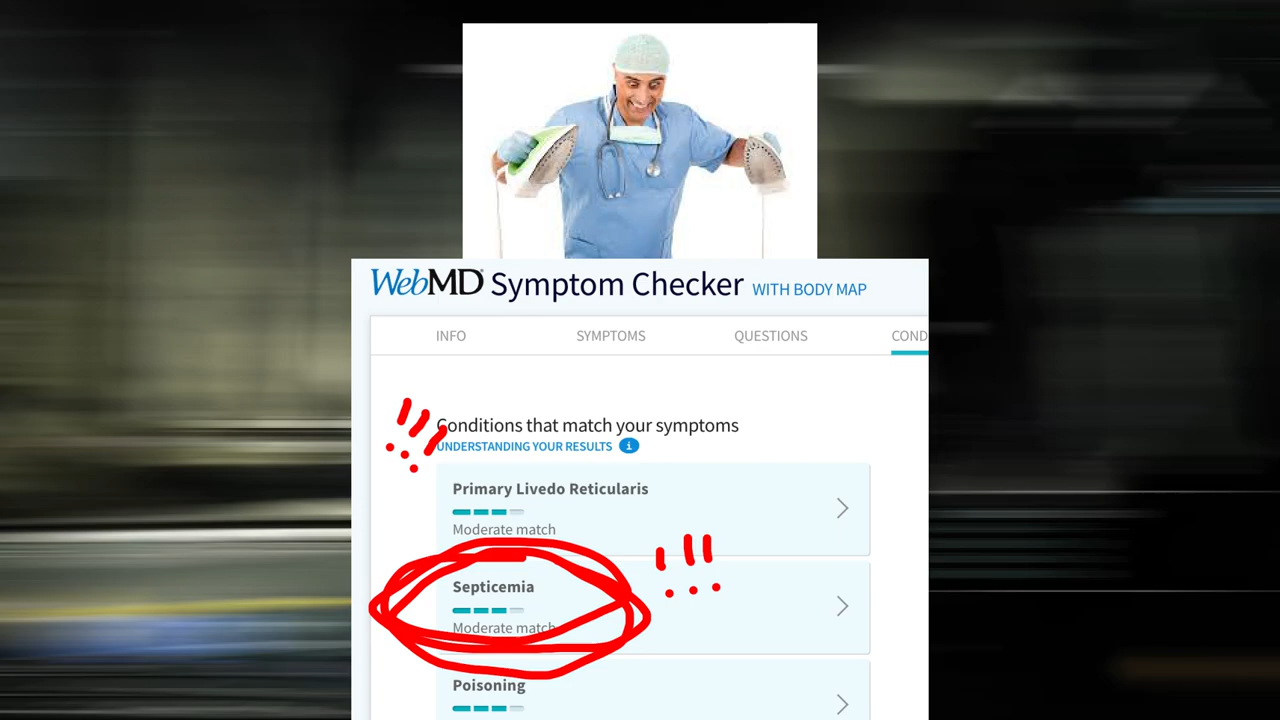 WebMD Symptom Checker WITH BODY MAP
INFO SYMPTOMS QUESTIONS COND
!!!
Conditions that match your symptoms
UNDERSTANDING YOUR RESULTS i
Primary Livedo Reticularis
Moderate match
!!!
Septicemia
Moderate match
Poisoning